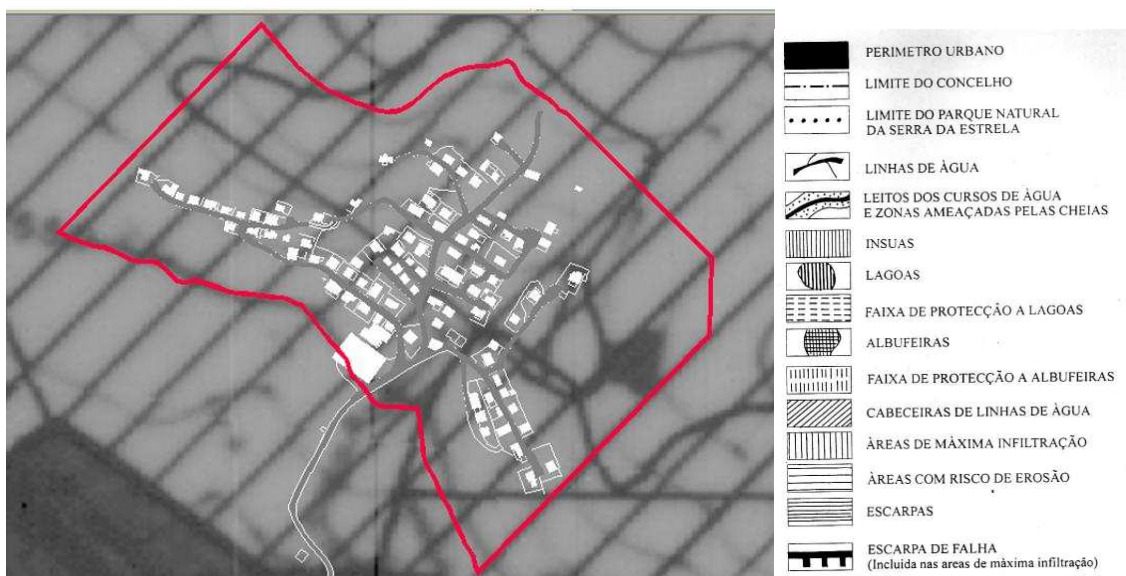 PERIMETRO URBANO
LIMITE DO CONCELHO
LIMITE DO PARQUE NATURAL
DA SERRA DA ESTRELA
LINHAS DE ÀGUA
LEITOS DOS CURSOS DE ÀGUA
E ZONAS AMEAÇADAS PELAS CHEIAS
INSUAS
LAGOAS
FAIXA DE PROTECÇÃO A LAGOAS
ALBUFEIRAS
FAIXA DE PROTECÇÃO A ALBUFEIRAS
CABECEIRAS DE LINHAS DE ÀGUA
ÀREAS DE MÀXIMA INFILTRAÇÃO
ÀREAS COM RISCO DE EROSÃO
ESCARPAS
ESCARPA DE FALHA
(Incluida nas areas de màxima infiltração)